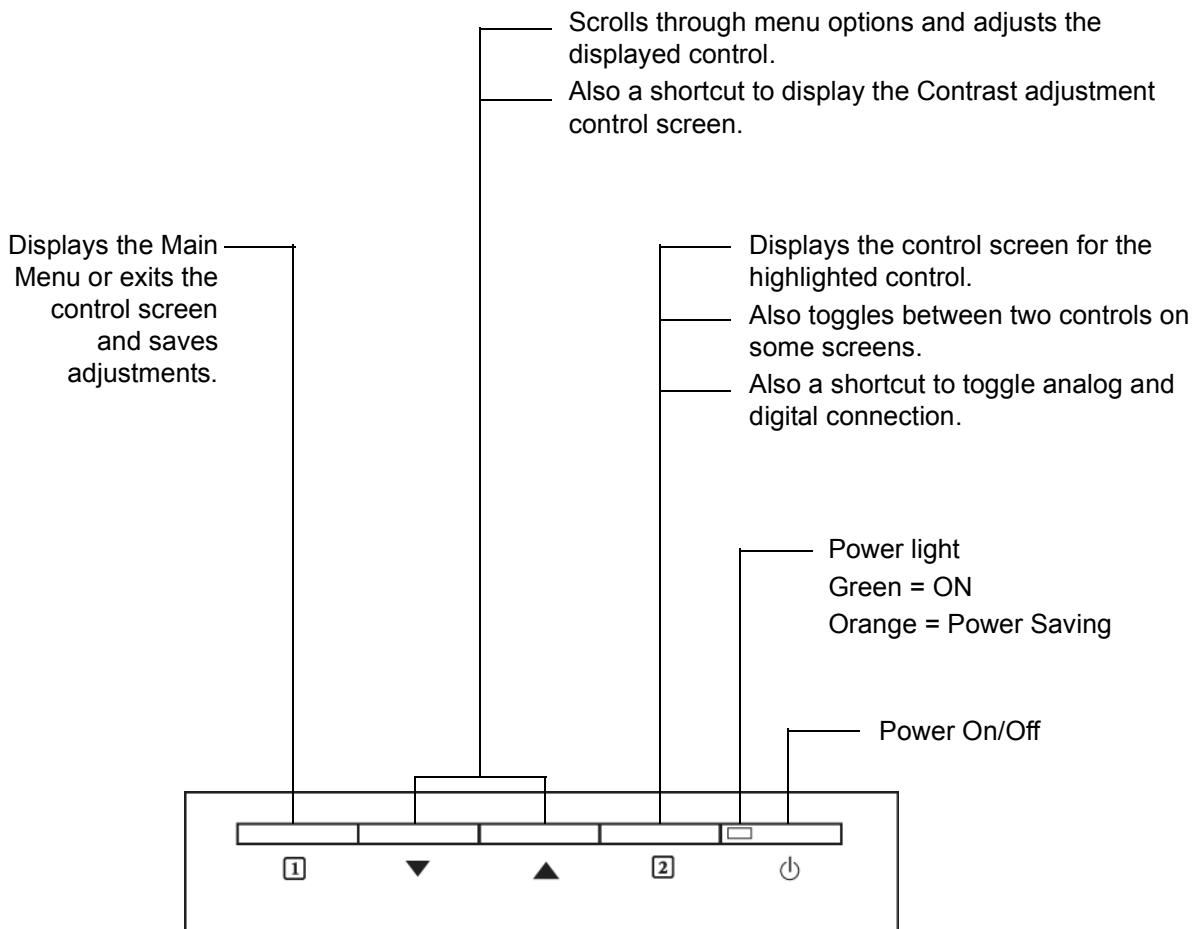 Scrolls through menu options and adjusts the
displayed control.
Also a shortcut to display the Contrast adjustment
control screen.
Displays the Main
Menu or exits the
control screen
and saves
adjustments.
Displays the control screen for the
highlighted control.
Also toggles between two controls on
some screens.
Also a shortcut to toggle analog and
digital connection.
Power light
Green = ON
Orange = Power Saving
Power On/Off
1
2